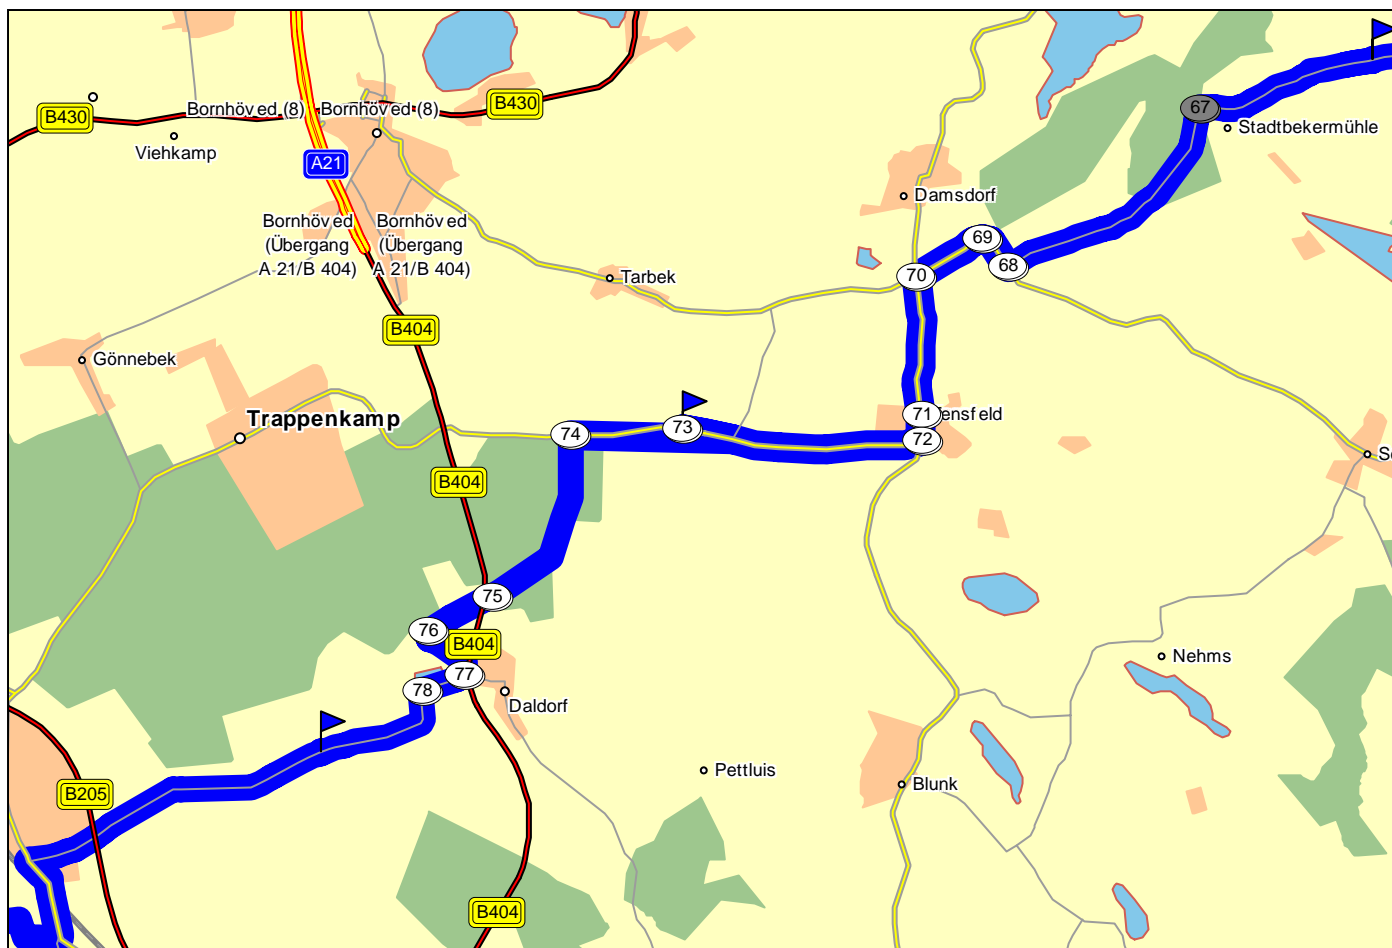 B430
Bornhöved (8)
Bornhöved (8)
B430
Viehkamp
A21
67
Stadtbekermühle
Damsdorf
Bornhöved
(Übergang
A 21/B 404)
Bornhöved
(Übergang
A 21/B 404)
69
68
70
Tarbek
B404
Gönnebek
Trappenkamp
74
73
71
ensfeld
72
B404
75
76
B404
77
78
Daldorf
Nehms
Pettluis
Blunk
B205
B404